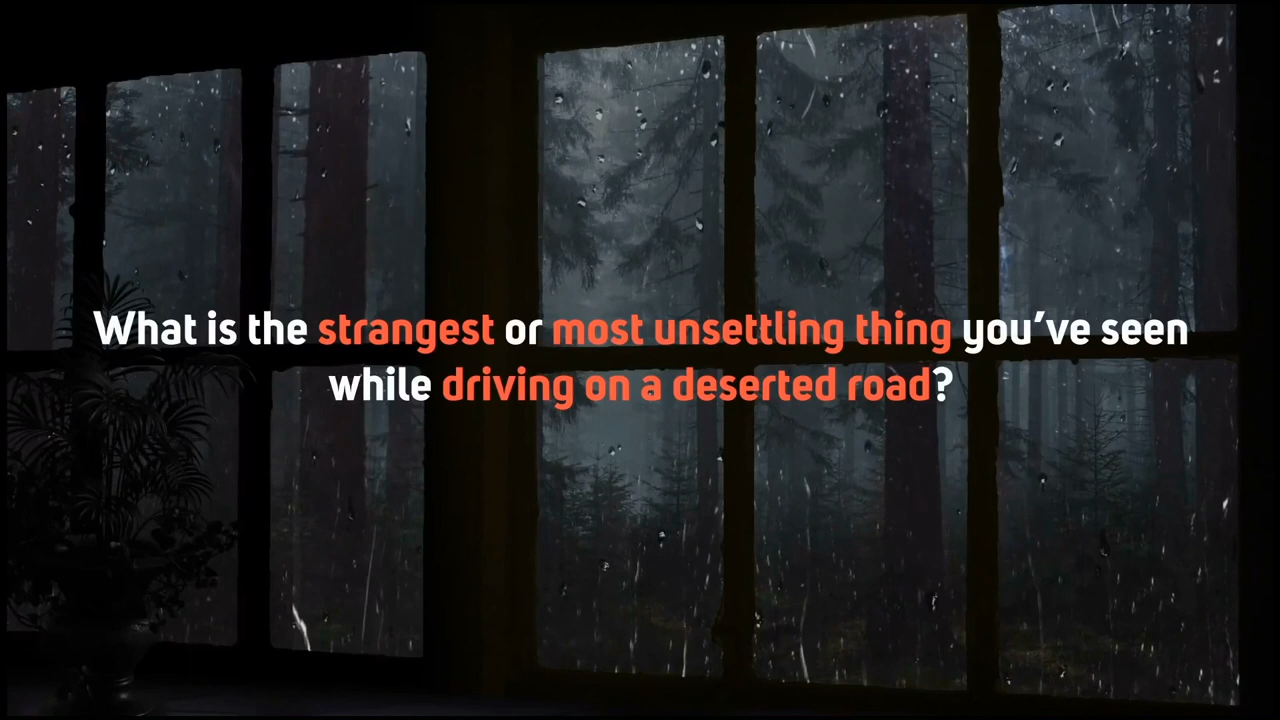 What is the strangest or most unsettling thing you've seen
while driving on a deserted road?